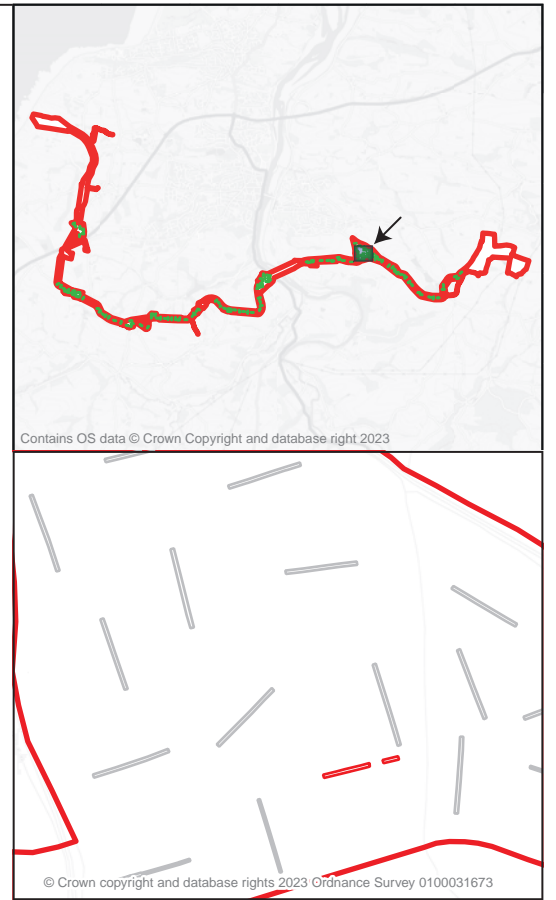 Contains OS data © Crown Copyright and database right 2023
© Crown copyright and database rights 2023 Ordnance Survey 0100031673